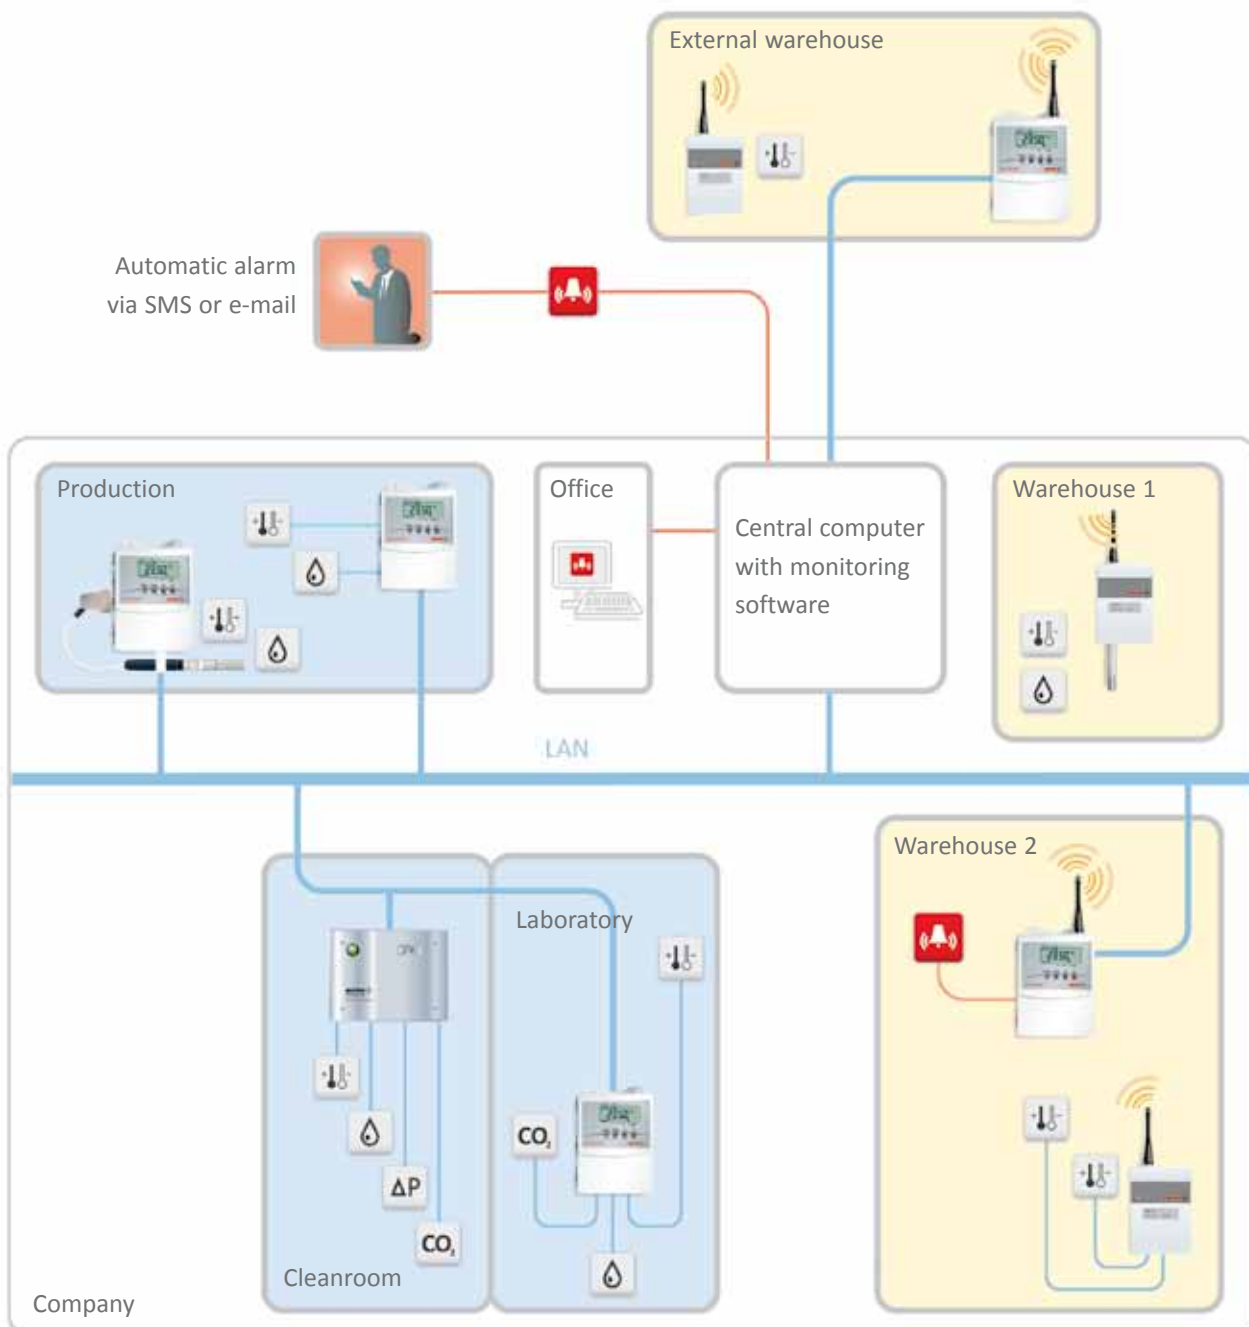 External warehouse
Automatic alarm
via SMS or e-mail
Production
Office
Central computer
with monitoring
software
Warehouse 1
LAN
Warehouse 2
Laboratory
CO₂
ΔP
CO₂
Cleanroom
Company